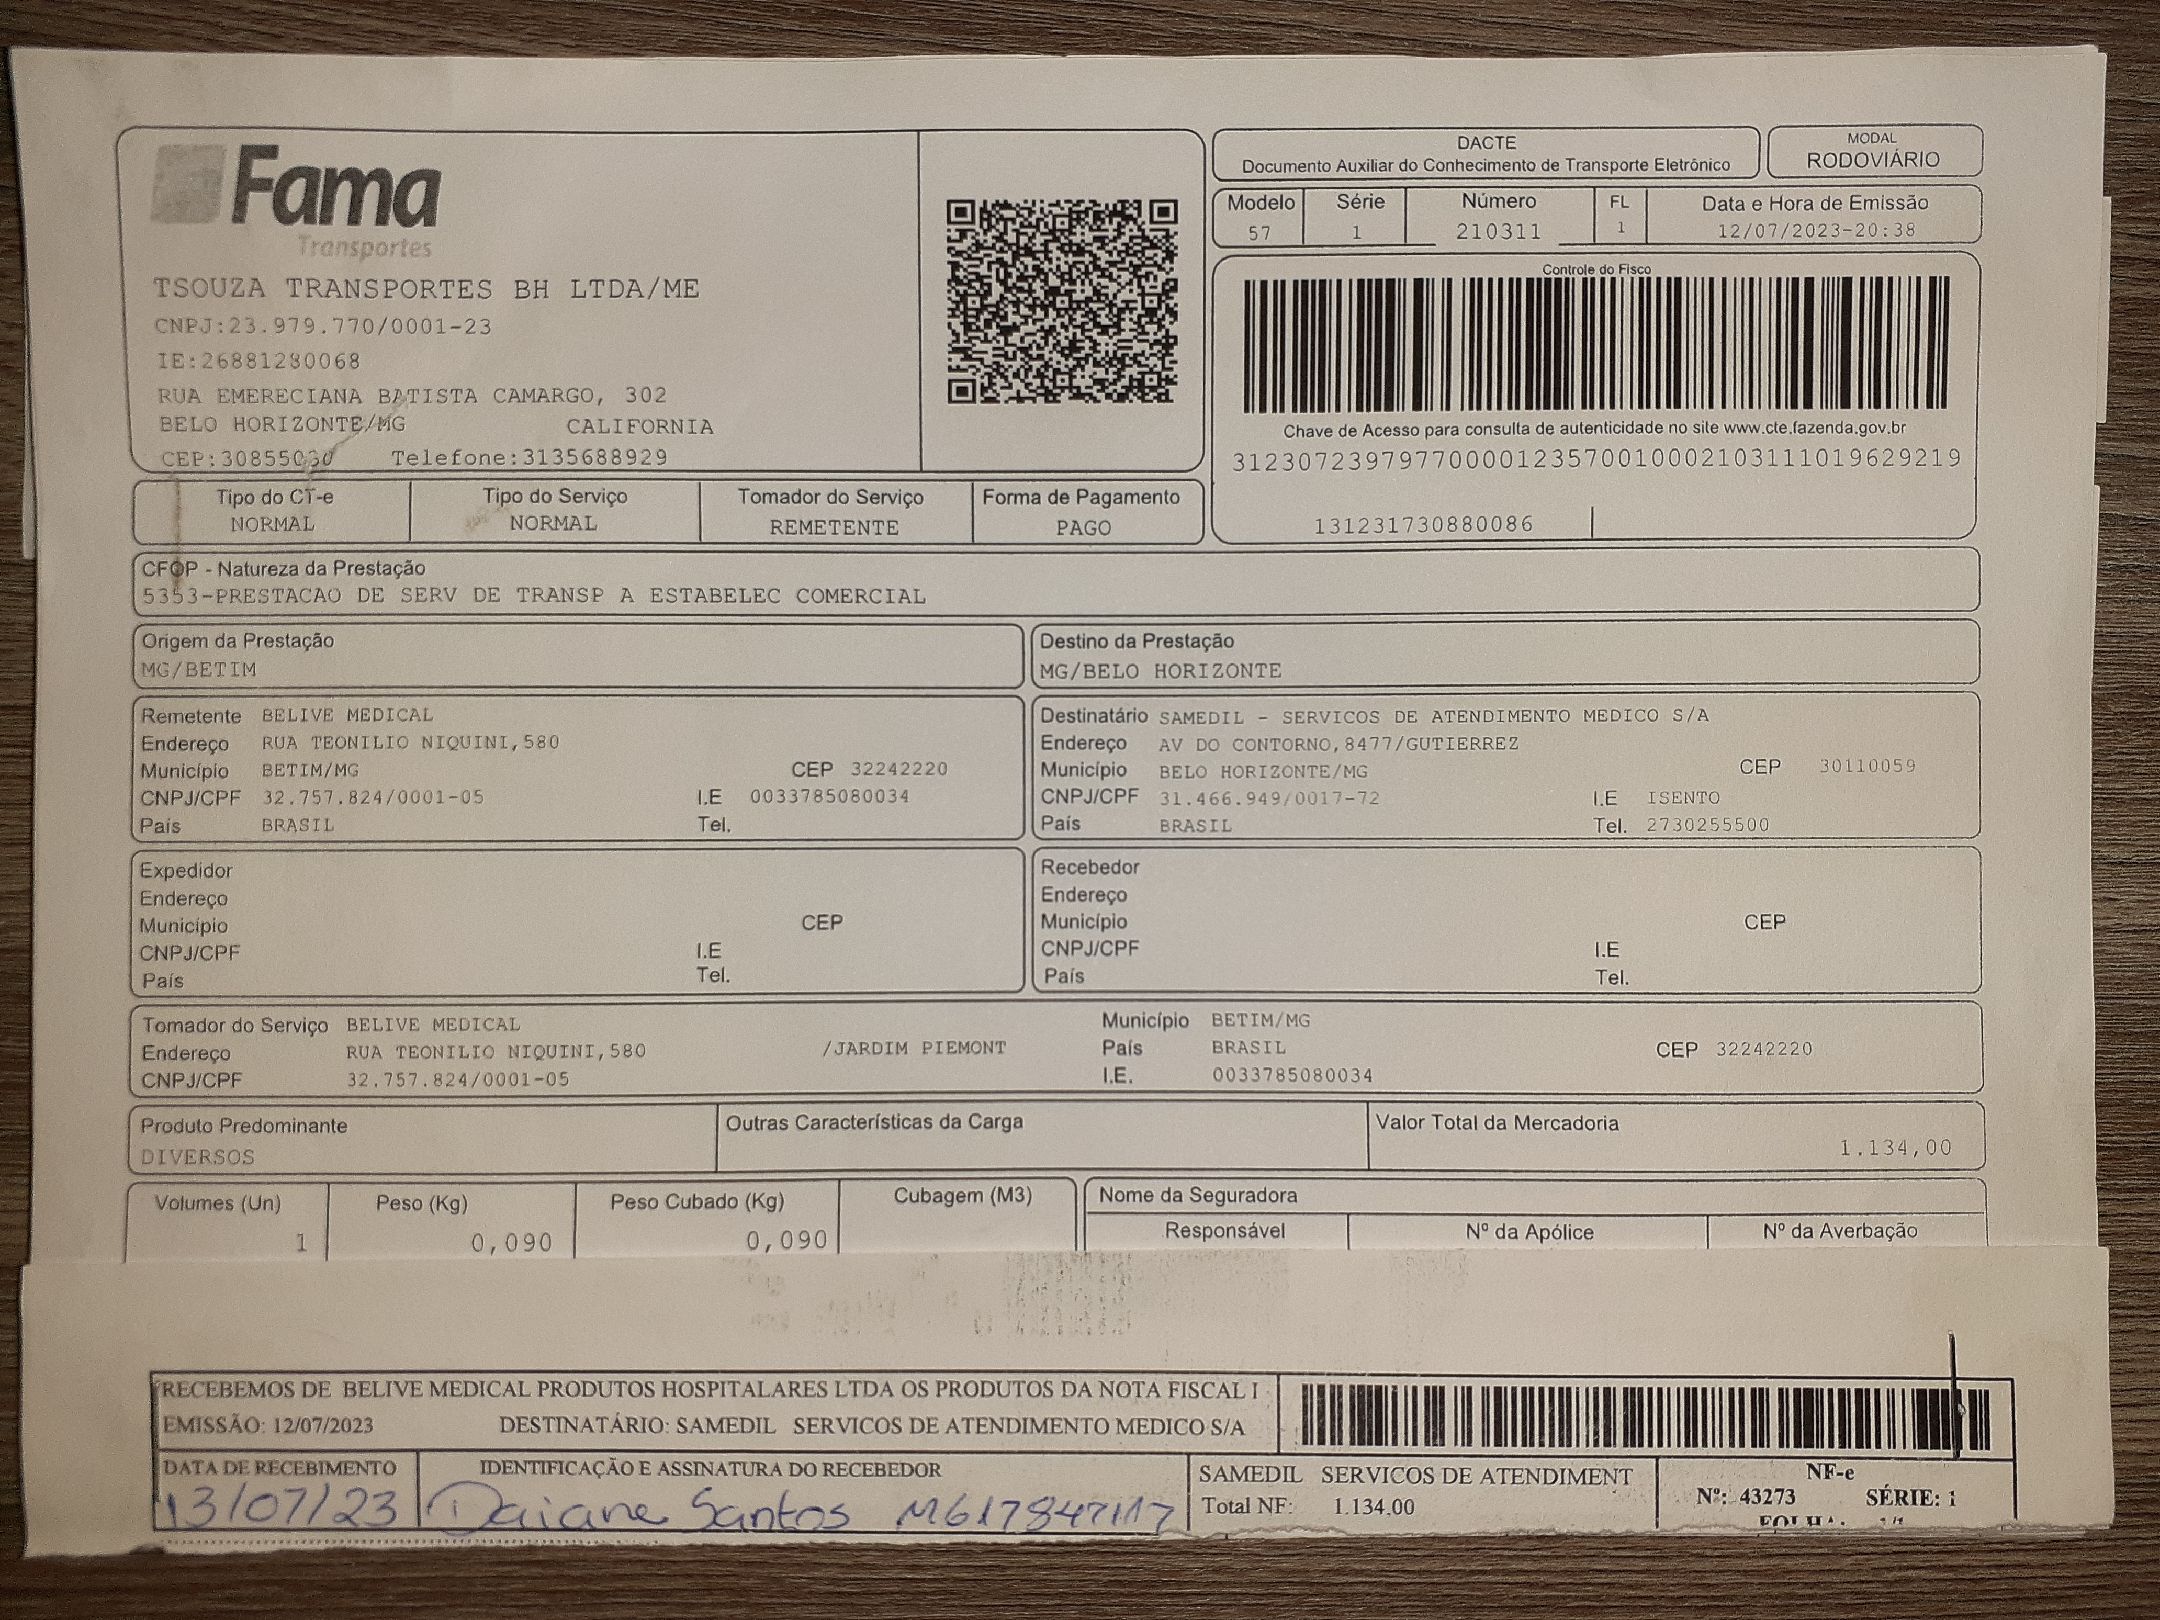 Fama
Transportes
TSOUZA TRANSPORTES BH LTDA/ME
CNPJ:23.979.770/0001-23
IE:26881280068
RUA EMERECIANA BATISTA CAMARGO, 302
BELO HORIZONTE/MG CALIFORNIA
CEP:30855030 Telefone:3135688929
DACTE
Documento Auxiliar do Conhecimento de Transporte Eletrônico
MODAL
RODOVIÁRIO
Modelo Série Número FL Data e Hora de Emissão
57 1 210311 1 12/07/2023-20:38
Controle do Fisco
Chave de Acesso para consulta de autenticidade no site www.cte.fazenda.gov.br
31230723979770000123570010002103111019629219
131231730880086
Tipo do CT-e Tipo do Serviço Tomador do Serviço Forma de Pagamento
NORMAL NORMAL REMETENTE PAGO
CFOP - Natureza da Prestação
5353-PRESTACAO DE SERV DE TRANSP A ESTABELEC COMERCIAL
Origem da Prestação
MG/BETIM
Destino da Prestação
MG/BELO HORIZONTE
Remetente BELIVE MEDICAL
Endereço RUA TEONILIO NIQUINI,580
Município BETIM/MG CEP 32242220
CNPJ/CPF 32.757.824/0001-05 I.E 0033785080034
País BRASIL Tel.
Destinatário SAMEDIL - SERVICOS DE ATENDIMENTO MEDICO S/A
Endereço AV DO CONTORNO,8477/GUTIERREZ
Município BELO HORIZONTE/MG CEP 30110059
CNPJ/CPF 31.466.949/0017-72 I.E ISENTO
País BRASIL Tel. 2730255500
Expedidor
Endereço
Município CEP
CNPJ/CPF I.E
País Tel.
Recebedor
Endereço
Município CEP
CNPJ/CPF I.E
País Tel.
Tomador do Serviço BELIVE MEDICAL Município BETIM/MG
Endereço RUA TEONILIO NIQUINI,580 /JARDIM PIEMONT País BRASIL CEP 32242220
CNPJ/CPF 32.757.824/0001-05 I.E. 0033785080034
Produto Predominante Outras Características da Carga Valor Total da Mercadoria
DIVERSOS 1.134,00
Volumes (Un) Peso (Kg) Peso Cubado (Kg) Cubagem (M3)
1 0,090 0,090
Nome da Seguradora
Responsável Nº da Apólice Nº da Averbação
RECEBEMOS DE BELIVE MEDICAL PRODUTOS HOSPITALARES LTDA OS PRODUTOS DA NOTA FISCAL I
EMISSÃO: 12/07/2023 DESTINATÁRIO: SAMEDIL SERVICOS DE ATENDIMENTO MEDICO S/A
DATA DE RECEBIMENTO IDENTIFICAÇÃO E ASSINATURA DO RECEBEDOR
13/07/23 Daiane Santos
SAMEDIL SERVICOS DE ATENDIMENT
Total NF: 1.134.00
NF-e
Nº: 43273 SÉRIE: 1
FOLHA: 1/1